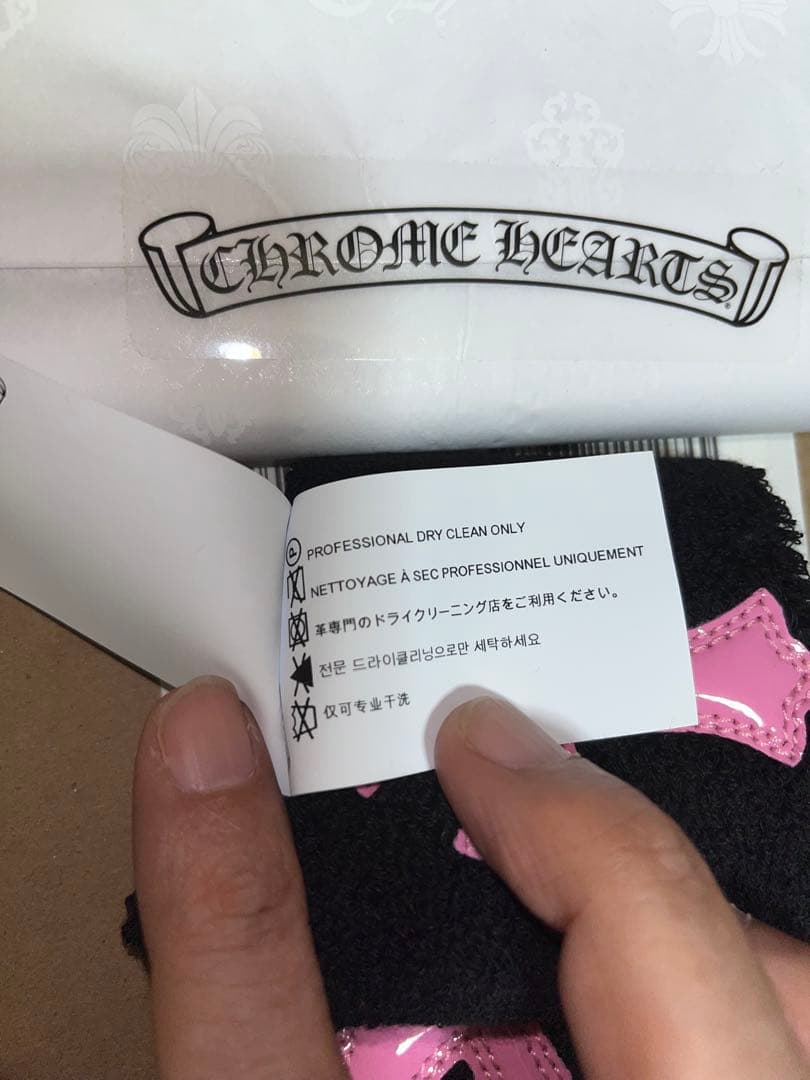 CHROME HEARTS®
Ⓟ PROFESSIONAL DRY CLEAN ONLY
NETTOYAGE À SEC PROFESSIONNEL UNIQUEMENT
革専門のドライクリーニング店をご利用ください。
전문 드라이클리닝으로만 세탁하세요
仅可专业干洗